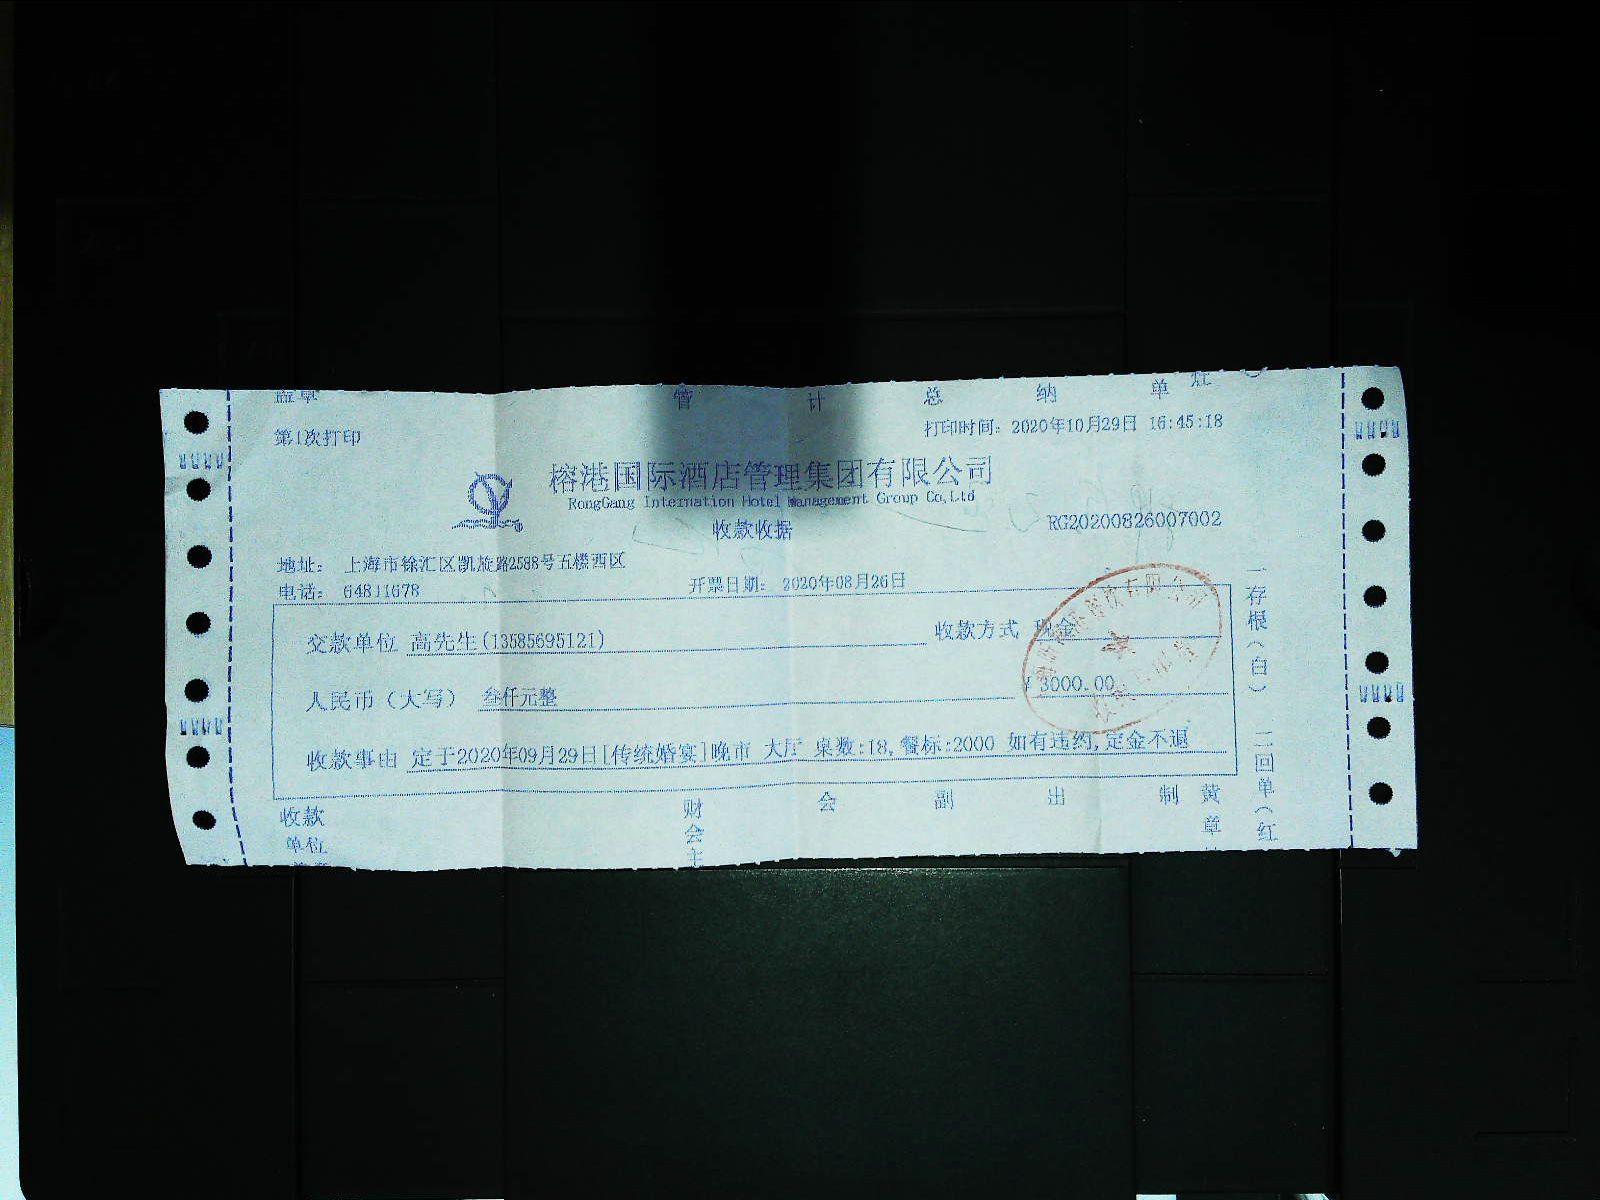 管 计 总 纳 单
第1次打印
打印时间: 2020年10月29日 16:45:18
榕港国际酒店管理集团有限公司
RongGang Internation Hotel Management Group Co,Ltd
收款收据
RG20200826007002
地址: 上海市徐汇区凯旋路2588号五楼西区
电话: 64811678
开票日期: 2020年08月26日
交款单位 高先生(13585695121)
收款方式 现金
人民币（大写） 叁仟元整
¥ 3000.00
收款事由 定于2020年09月29日[传统婚宴]晚市 大厅 桌数:18,餐标:2000 如有违约,定金不退
收款
单位
财
会
主
会 副 出 制
黄
章
一存根（白） 二回单（红